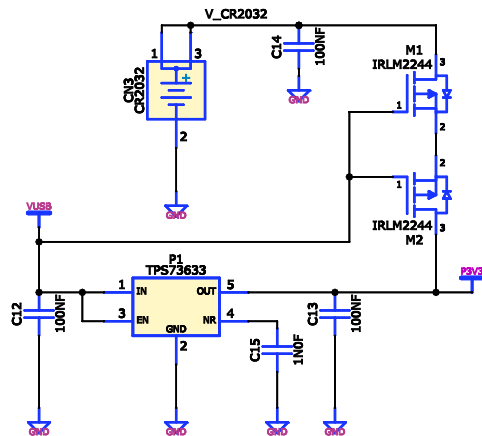 V_CR2032
1
3
CN3
CR2032
+
2
GND
C14
100NF
GND
M1
IRLM2244
3
1
2
2
1
3
IRLM2244
M2
VUSB
P1
TPS73633
1
IN
OUT
5
3
EN
NR
4
GND
2
P3V3
C12
100NF
C15
1N0F
C13
100NF
GND
GND
GND
GND